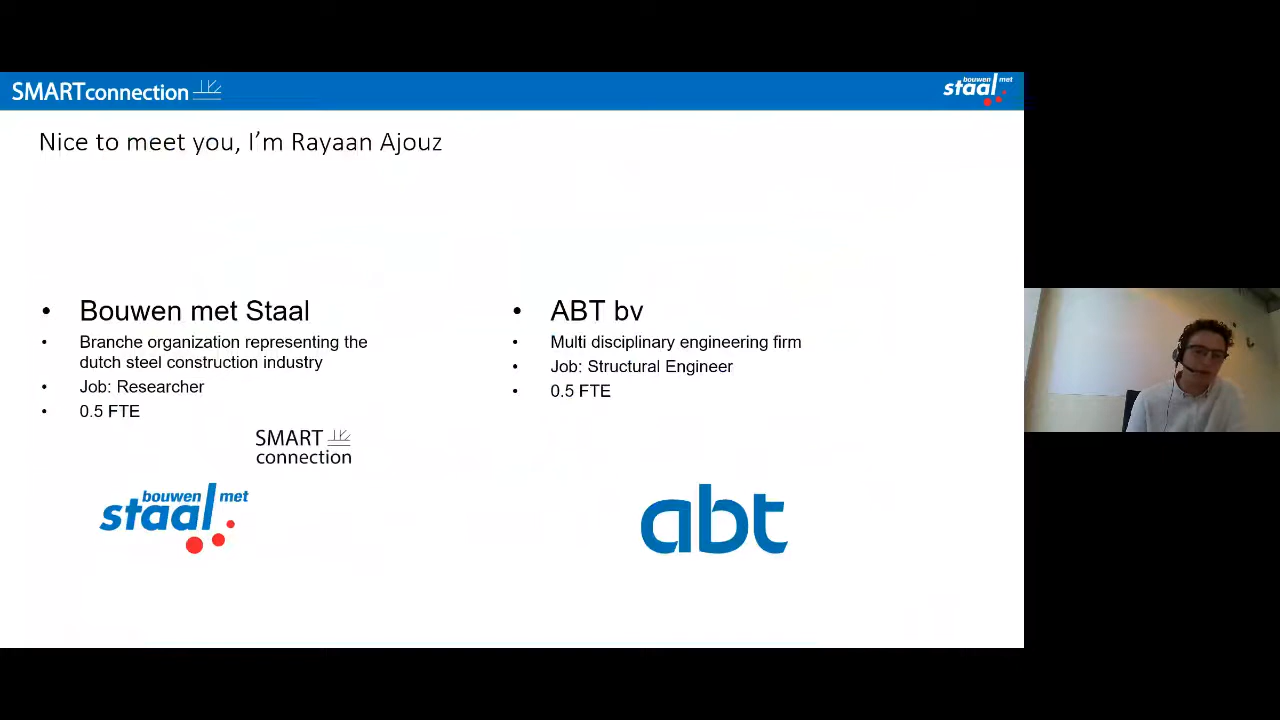 SMARTconnection
bouwen met
staal
Nice to meet you, I'm Rayaan Ajouz
• Bouwen met Staal
• Branche organization representing the
dutch steel construction industry
• Job: Researcher
• 0.5 FTE
SMART
connection
bouwen met
staal
• ABT bv
• Multi disciplinary engineering firm
• Job: Structural Engineer
• 0.5 FTE
abt